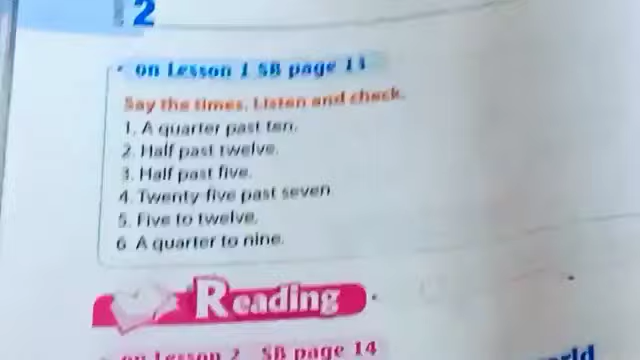 2
on Lesson 1 SB page 11
Say the times. Listen and check.
1. A quarter past ten.
2. Half past twelve.
3. Half past five.
4. Twenty-five past seven
5. Five to twelve.
6 A quarter to nine.
Reading
on Lesson 2 SB page 14